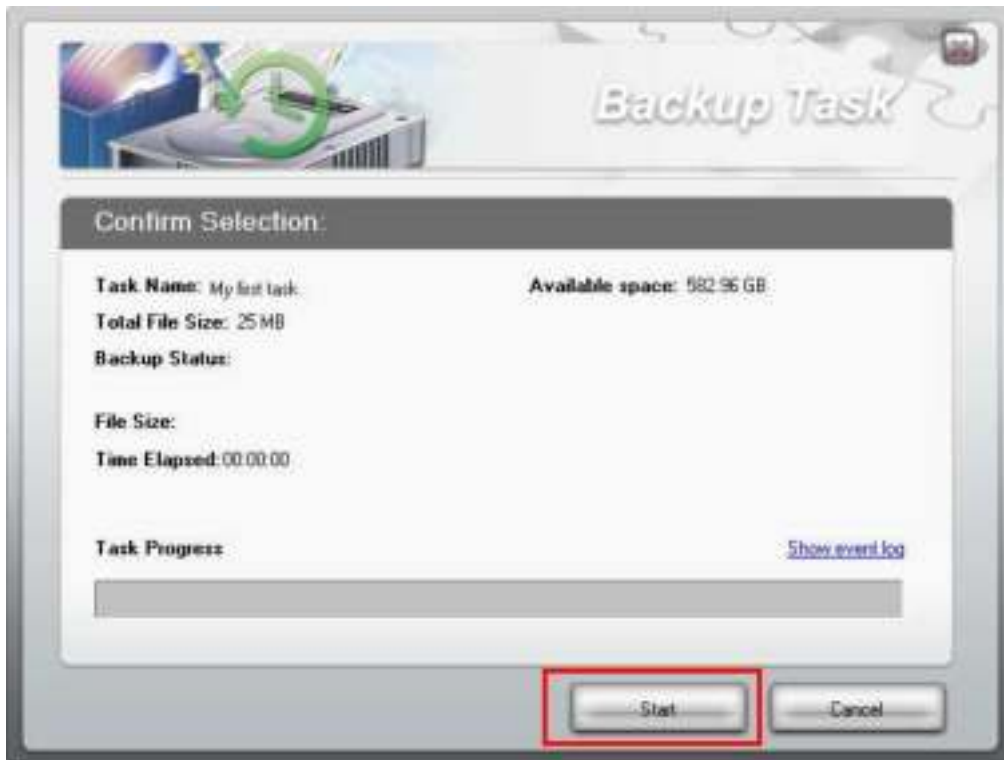 Backup Task
Confirm Selection:
Task Name: My first task
Available space: 582.96 GB
Total File Size: 25 MB
Backup Status:
File Size:
Time Elapsed: 00:00:00
Task Progress
Show event log
Start
Cancel